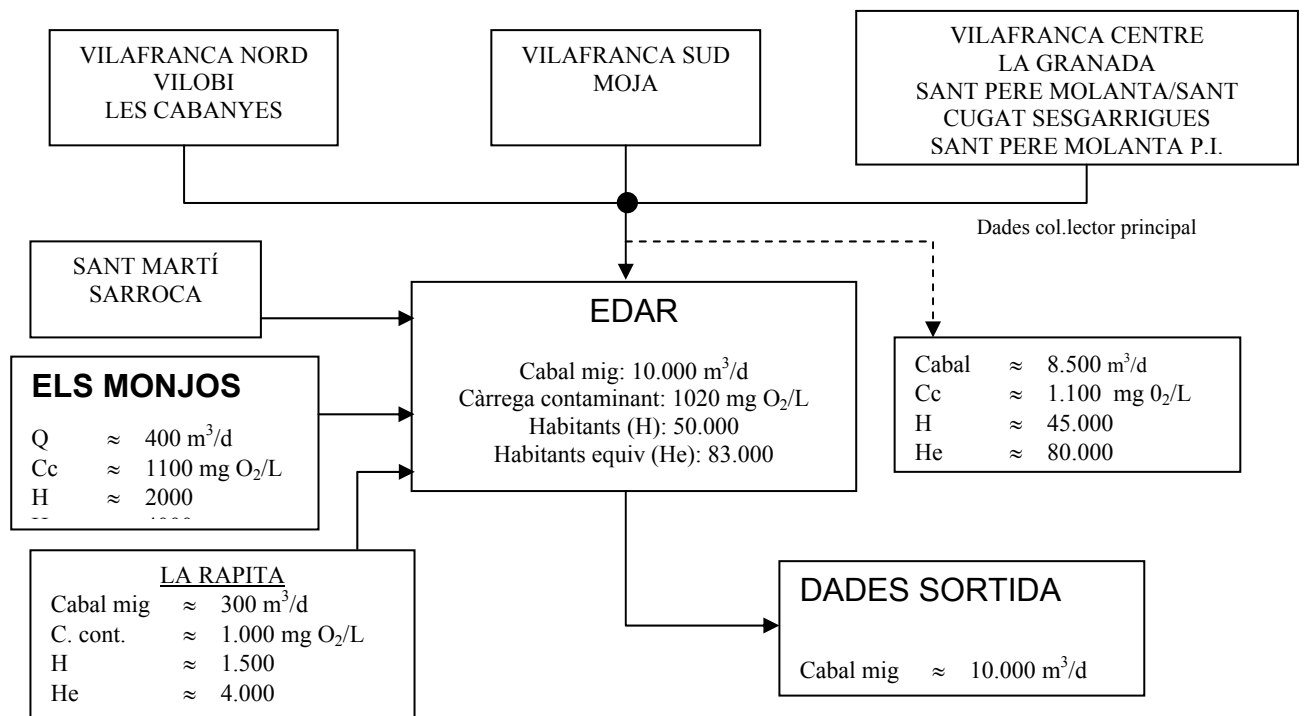 VILAFRANCA NORD
VILOBI
LES CABANYES
VILAFRANCA SUD
MOJA
VILAFRANCA CENTRE
LA GRANADA
SANT PERE MOLANTA/SANT
CUGAT SESGARRIGUES
SANT PERE MOLANTA P.I.
Dades col.lector principal
SANT MARTÍ
SARROCA
EDAR
Cabal mig: 10.000 m³/d
Càrrega contaminant: 1020 mg O₂/L
Habitants (H): 50.000
Habitants equiv (He): 83.000
Cabal ≈ 8.500 m³/d
Cc ≈ 1.100 mg 0₂/L
H ≈ 45.000
He ≈ 80.000
ELS MONJOS
Q ≈ 400 m³/d
Cc ≈ 1100 mg O₂/L
H ≈ 2000
LA RAPITA
Cabal mig ≈ 300 m³/d
C. cont. ≈ 1.000 mg O₂/L
H ≈ 1.500
He ≈ 4.000
DADES SORTIDA
Cabal mig ≈ 10.000 m³/d